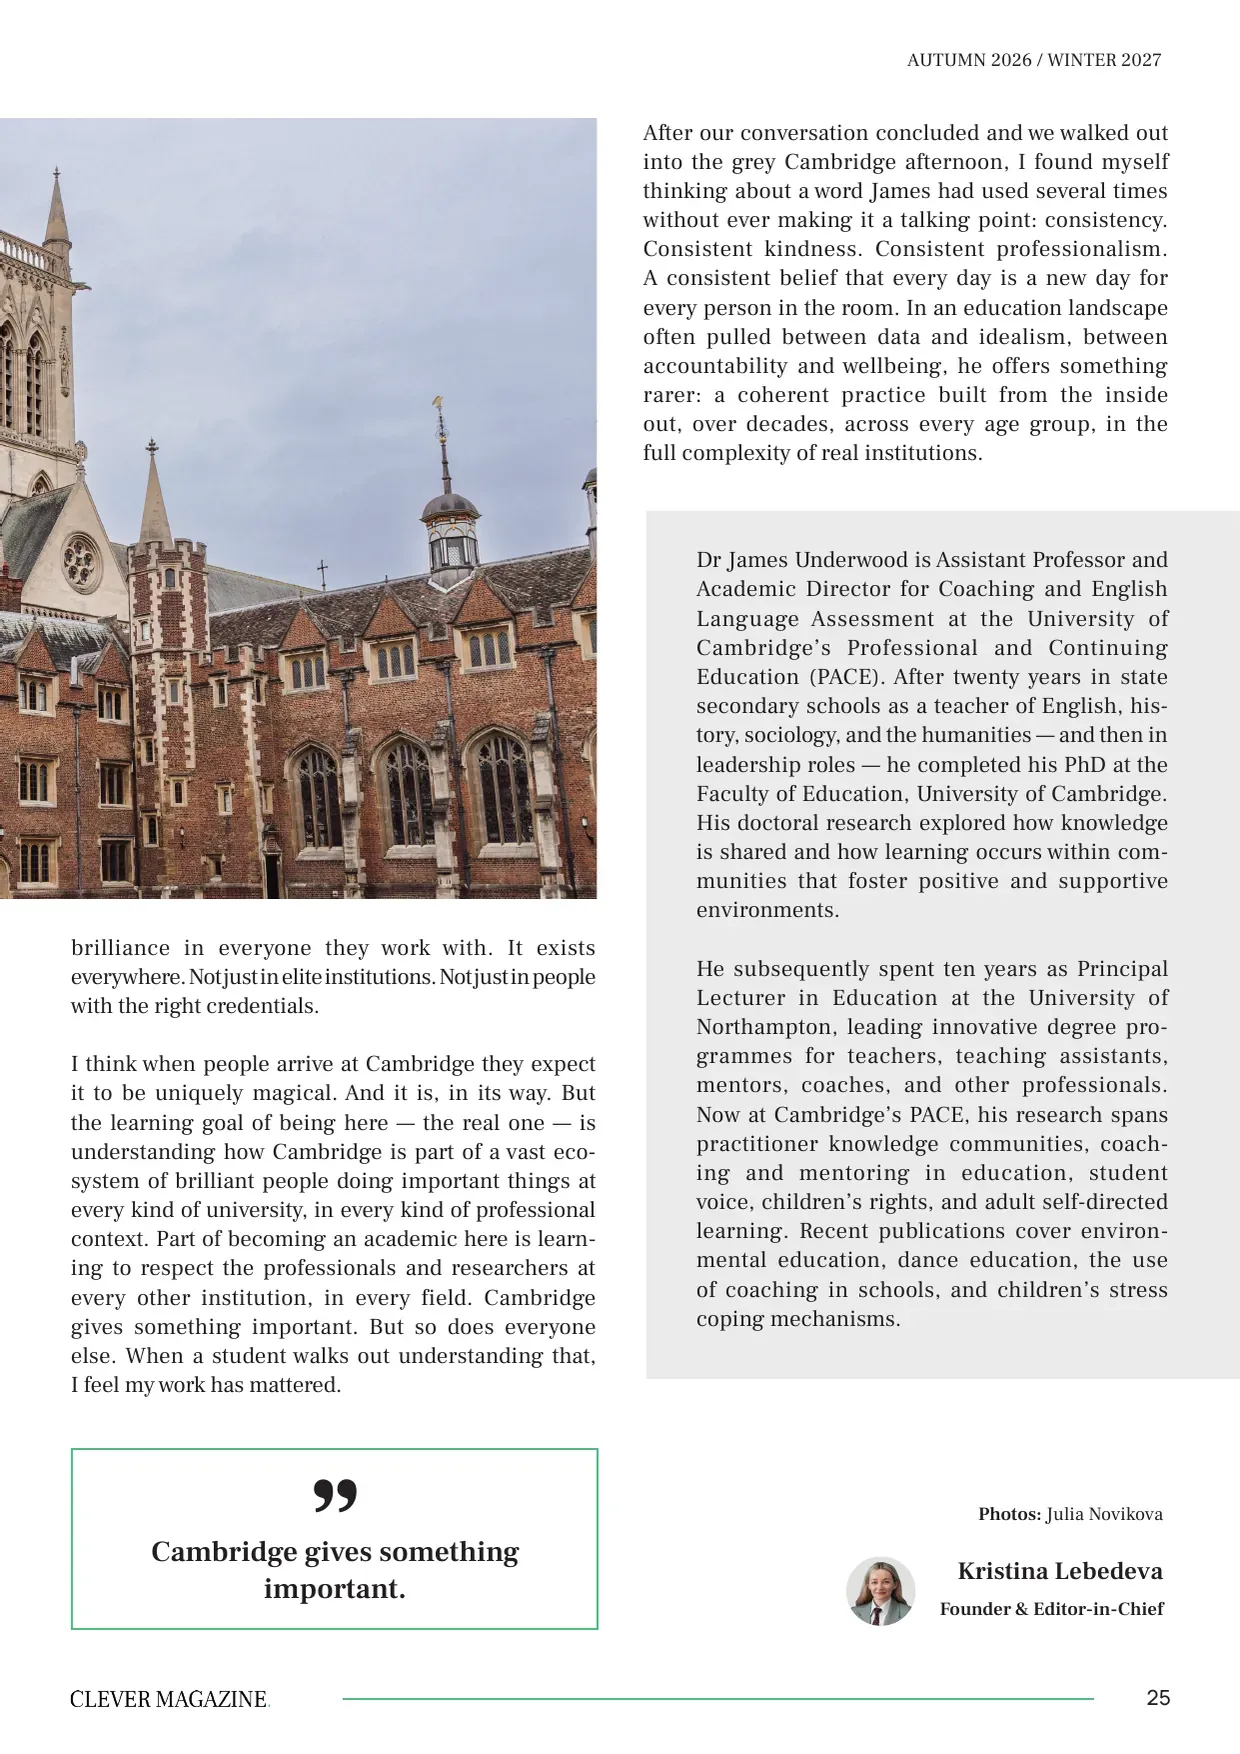 AUTUMN 2026 / WINTER 2027
brilliance in everyone they work with. It exists
everywhere. Not just in elite institutions. Not just in people
with the right credentials.
I think when people arrive at Cambridge they expect
it to be uniquely magical. And it is, in its way. But
the learning goal of being here — the real one — is
understanding how Cambridge is part of a vast eco-
system of brilliant people doing important things at
every kind of university, in every kind of professional
context. Part of becoming an academic here is learn-
ing to respect the professionals and researchers at
every other institution, in every field. Cambridge
gives something important. But so does everyone
else. When a student walks out understanding that,
I feel my work has mattered.
”
Cambridge gives something
important.
After our conversation concluded and we walked out
into the grey Cambridge afternoon, I found myself
thinking about a word James had used several times
without ever making it a talking point: consistency.
Consistent kindness. Consistent professionalism.
A consistent belief that every day is a new day for
every person in the room. In an education landscape
often pulled between data and idealism, between
accountability and wellbeing, he offers something
rarer: a coherent practice built from the inside
out, over decades, across every age group, in the
full complexity of real institutions.
Dr James Underwood is Assistant Professor and
Academic Director for Coaching and English
Language Assessment at the University of
Cambridge’s Professional and Continuing
Education (PACE). After twenty years in state
secondary schools as a teacher of English, his-
tory, sociology, and the humanities — and then in
leadership roles — he completed his PhD at the
Faculty of Education, University of Cambridge.
His doctoral research explored how knowledge
is shared and how learning occurs within com-
munities that foster positive and supportive
environments.
He subsequently spent ten years as Principal
Lecturer in Education at the University of
Northampton, leading innovative degree pro-
grammes for teachers, teaching assistants,
mentors, coaches, and other professionals.
Now at Cambridge’s PACE, his research spans
practitioner knowledge communities, coach-
ing and mentoring in education, student
voice, children’s rights, and adult self-directed
learning. Recent publications cover environ-
mental education, dance education, the use
of coaching in schools, and children’s stress
coping mechanisms.
Photos: Julia Novikova
Kristina Lebedeva
Founder & Editor-in-Chief
CLEVER MAGAZINE.
25